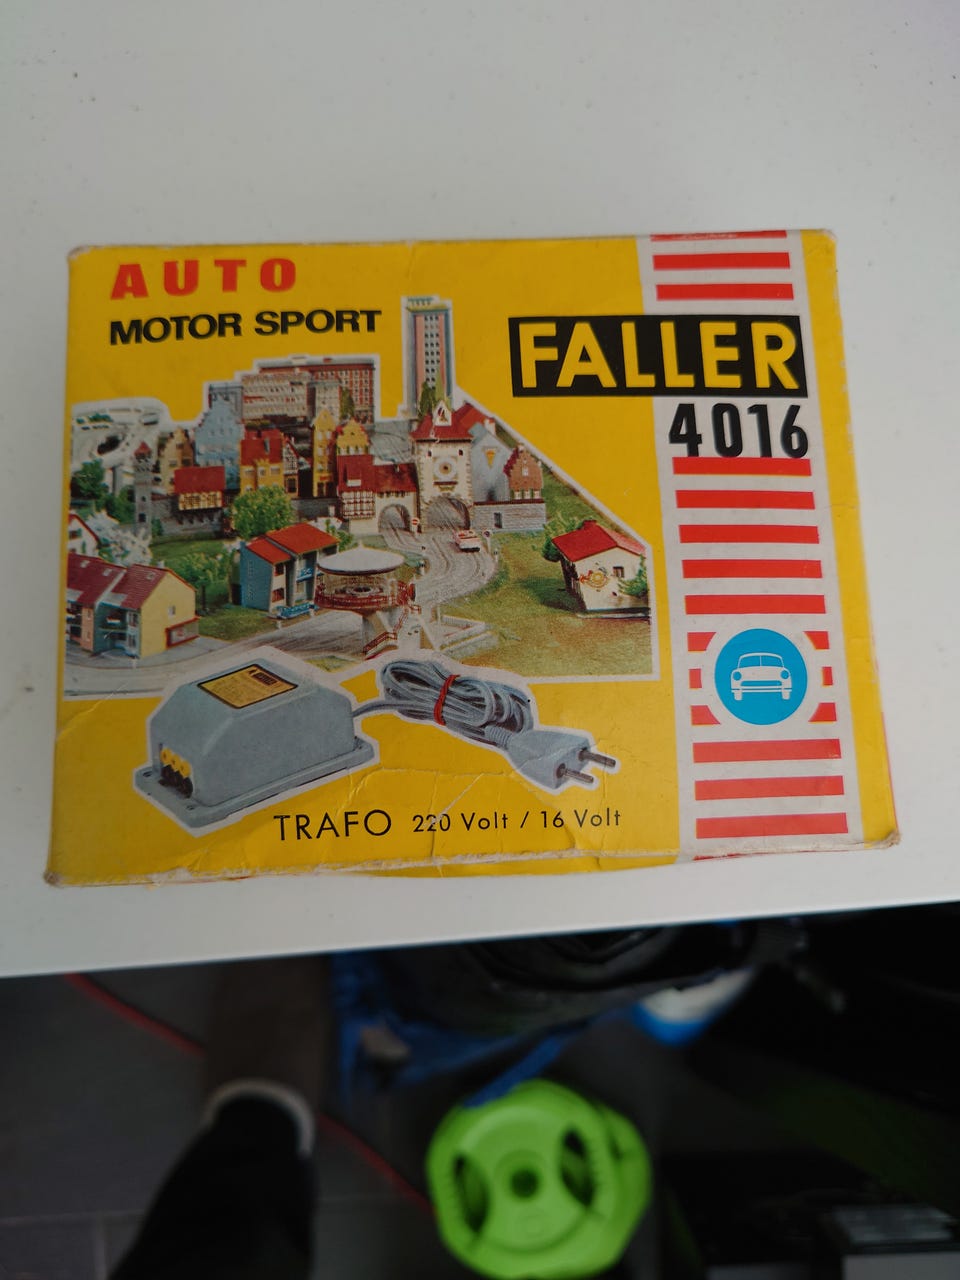 AUTO
MOTOR SPORT
FALLER
4016
TRAFO 220 Volt / 16 Volt